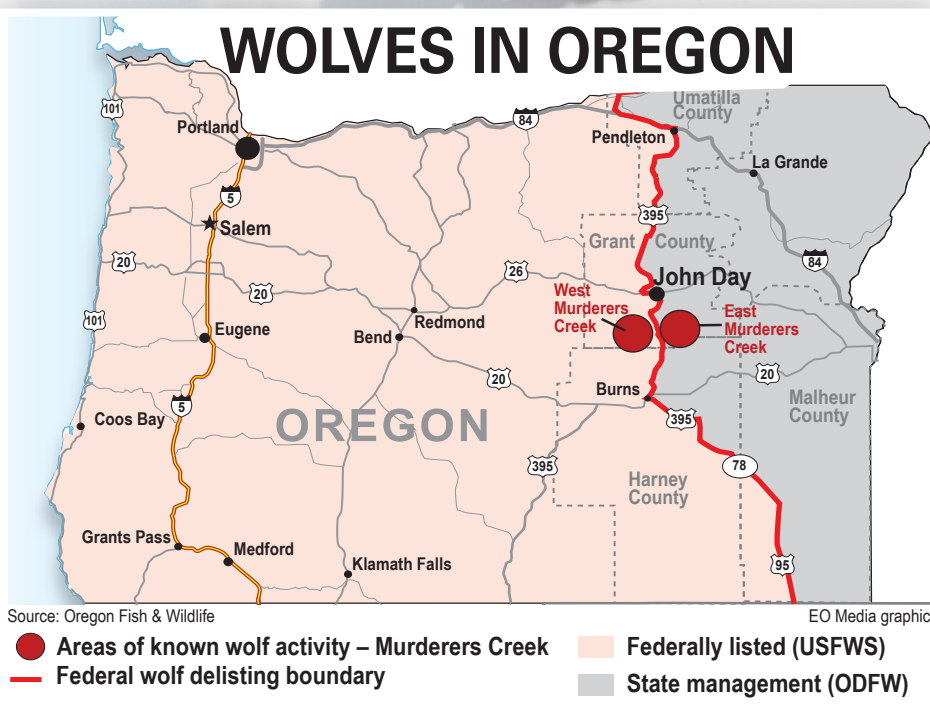 WOLVES IN OREGON
Umatilla
County
101
84
Portland
Pendleton
La Grande
5
395
Salem
Grant County
20
26
84
John Day
20
West
Murderers
Creek
East
Murderers
Creek
101
Redmond
Eugene
Bend
20
20
Burns
Malheur
County
5
395
Coos Bay
OREGON
395
78
Harney
County
Grants Pass
Medford
Klamath Falls
95
Source: Oregon Fish & Wildlife
EO Media graphic
Areas of known wolf activity – Murderers Creek
Federal wolf delisting boundary
Federally listed (USFWS)
State management (ODFW)